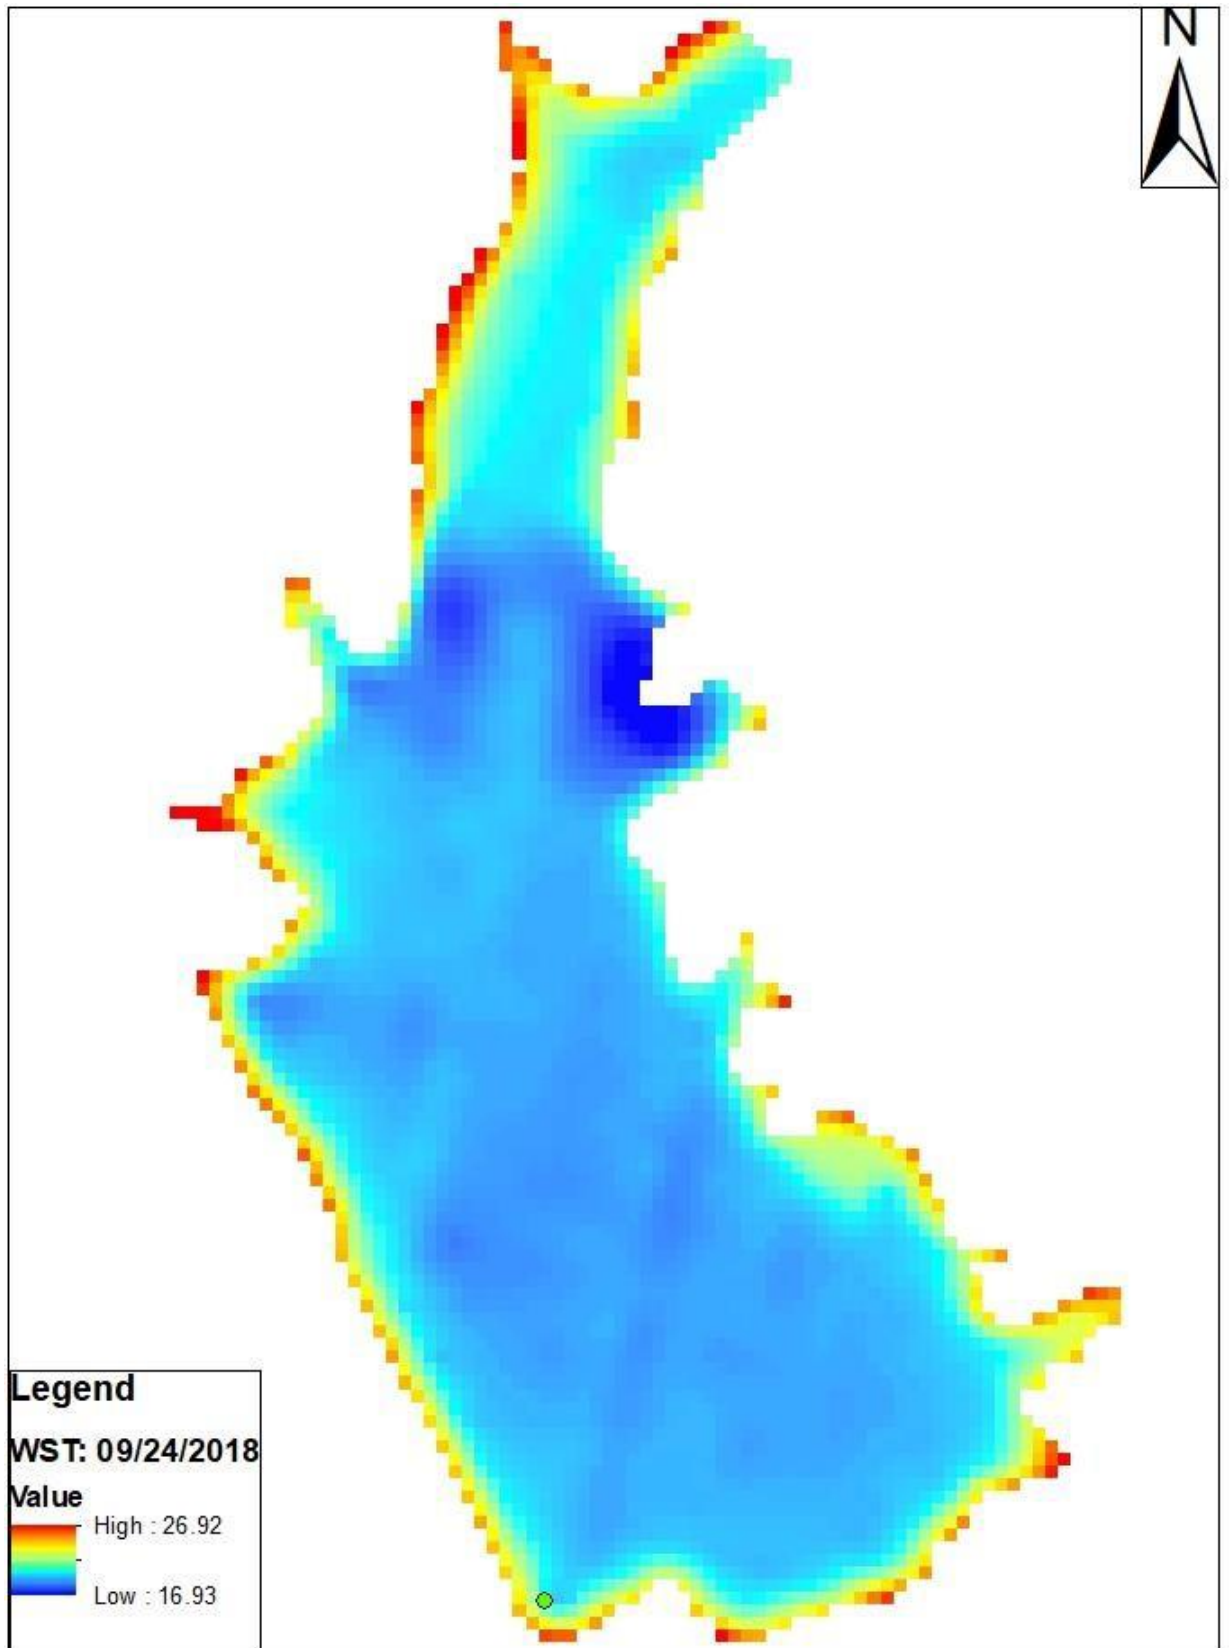 N
Legend
WST: 09/24/2018
Value
High : 26.92
Low : 16.93